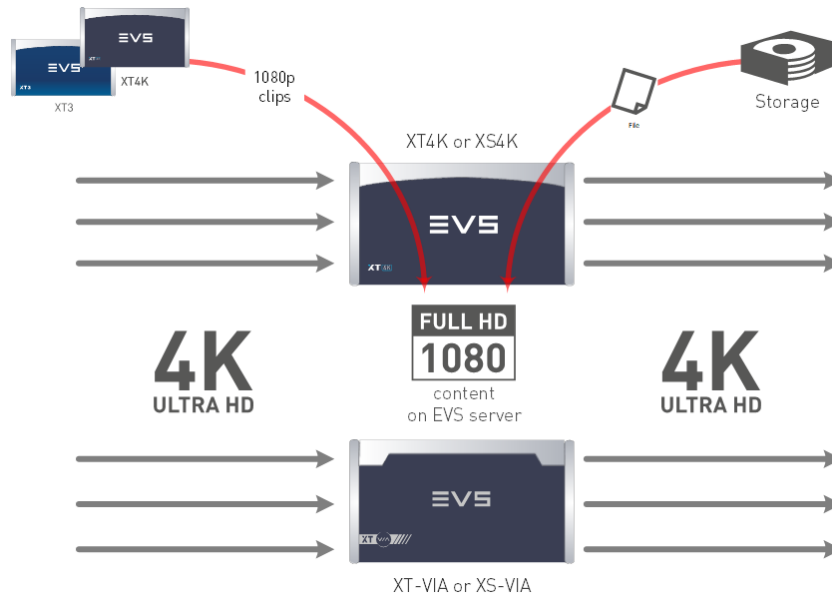 EVS
EVS
XT3
XT4K
XT3
1080p
clips
File
Storage
XT4K or XS4K
EVS
XT4K
FULL HD
1080
content
on EVS server
4K
ULTRA HD
4K
ULTRA HD
EVS
XT VIA
XT-VIA or XS-VIA